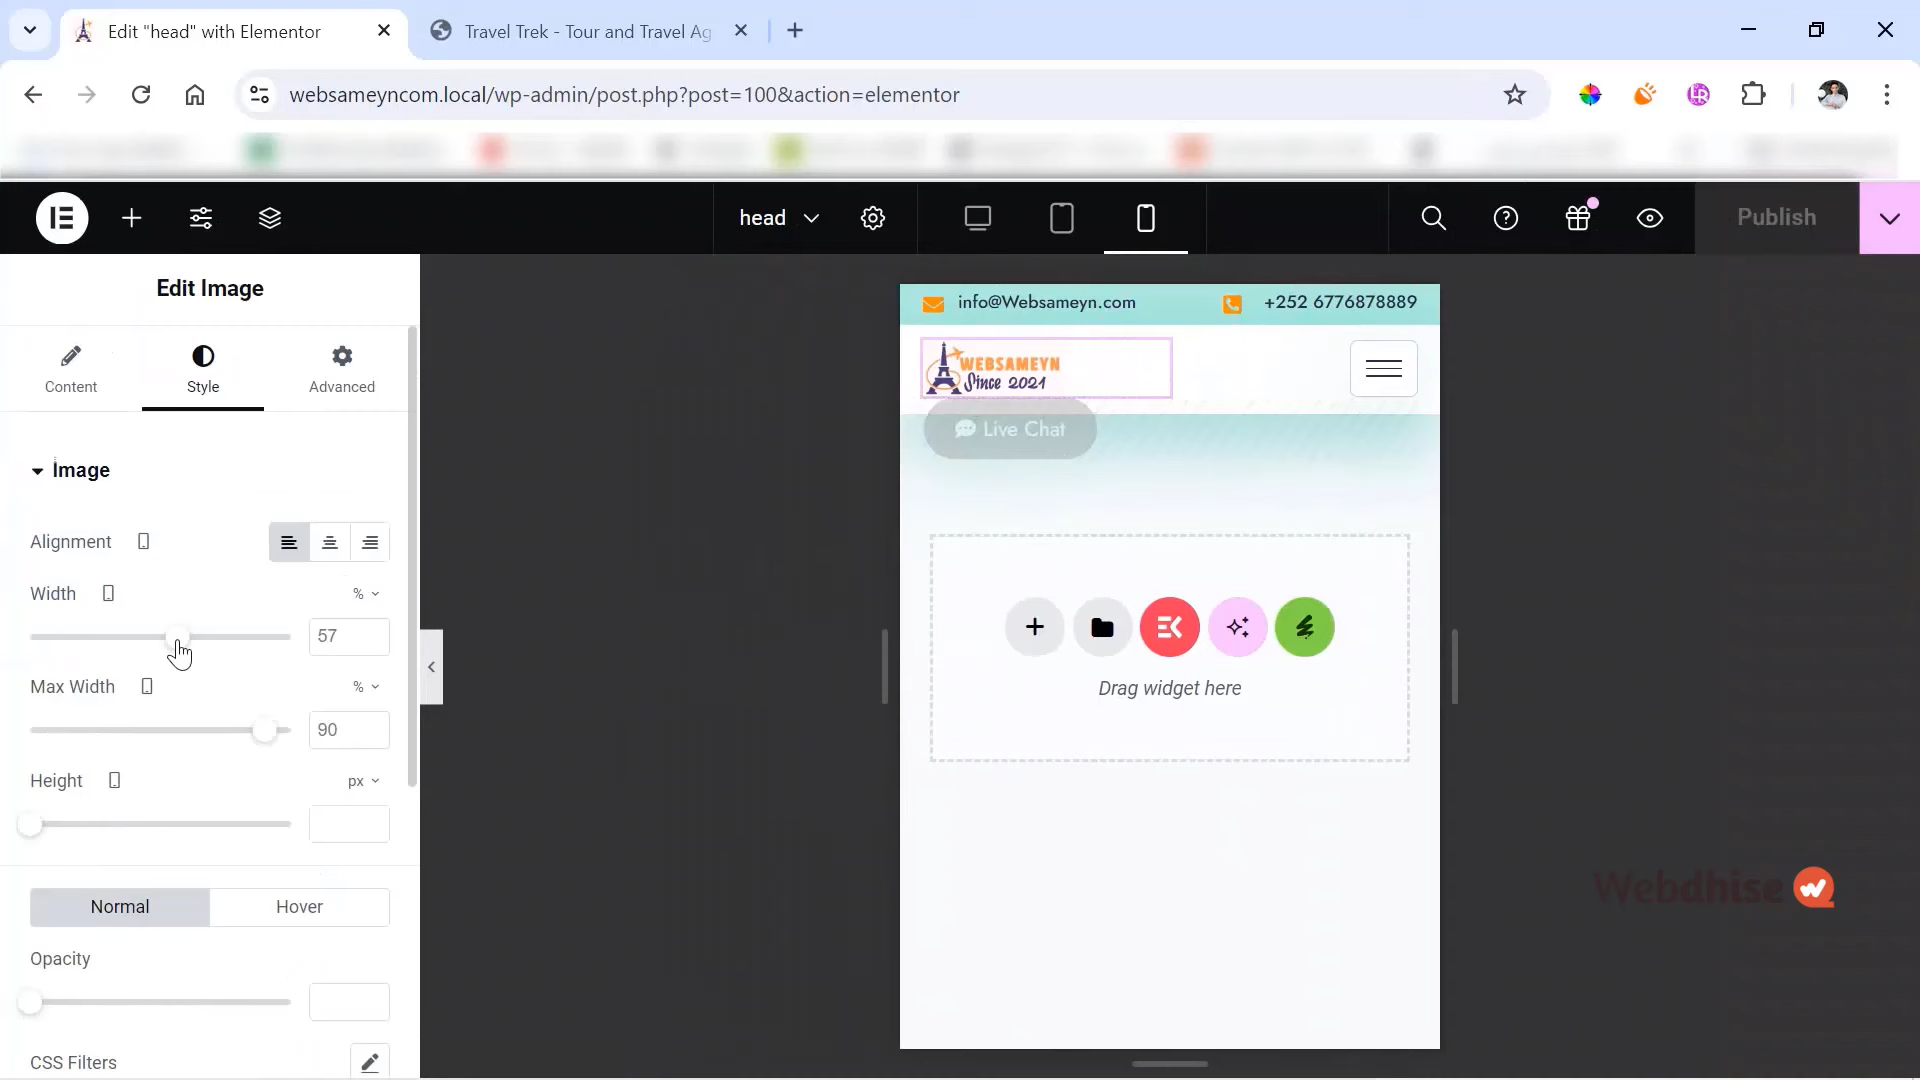 Edit "head" with Elementor
Travel Trek - Tour and Travel Ag
websameyncom.local/wp-admin/post.php?post=100&action=elementor
head
Publish
Edit Image
Content
Style
Advanced
Image
Alignment
Width
%
57
Max Width
%
90
Height
px
Normal
Hover
Opacity
CSS Filters
info@Websameyn.com
+252 6776878889
WEBSAMEYN
Since 2021
Live Chat
Drag widget here
Webdhise